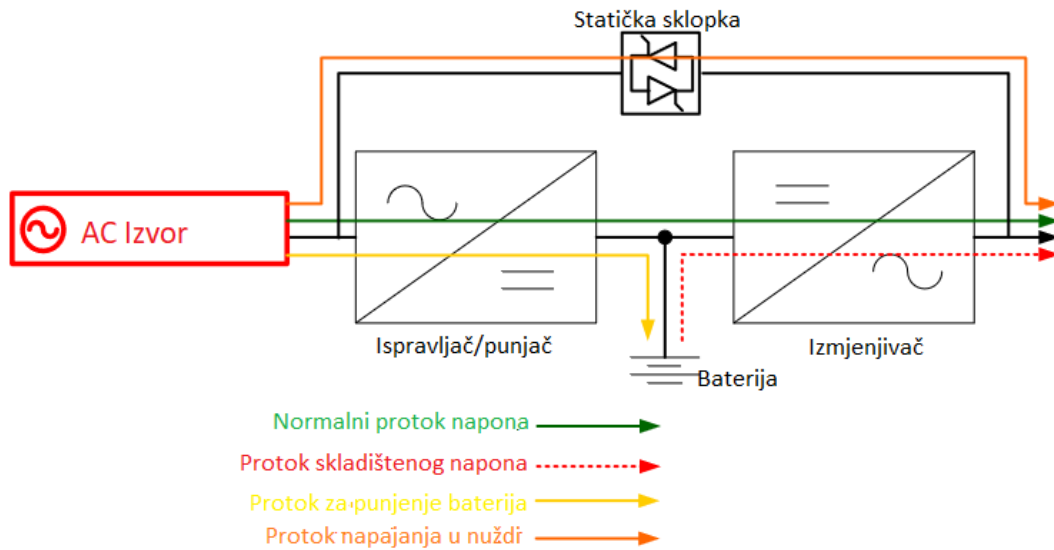 Statička sklopka
AC Izvor
Ispravljač/punjač
Izmjenjivač
Baterija
Normalni protok napona
Protok skladištenog napona
Protok za punjenje baterija
Protok napajanja u nuždi